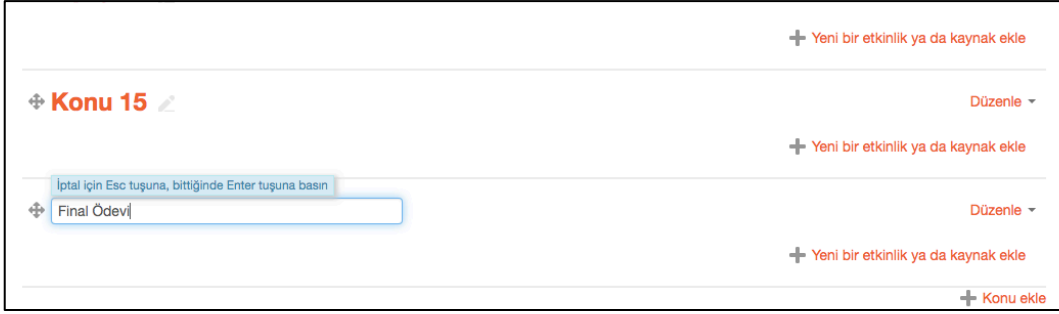 Yeni bir etkinlik ya da kaynak ekle
Konu 15
Düzenle
Yeni bir etkinlik ya da kaynak ekle
İptal için Esc tuşuna, bittiğinde Enter tuşuna basın
Final Ödevi
Düzenle
Yeni bir etkinlik ya da kaynak ekle
Konu ekle